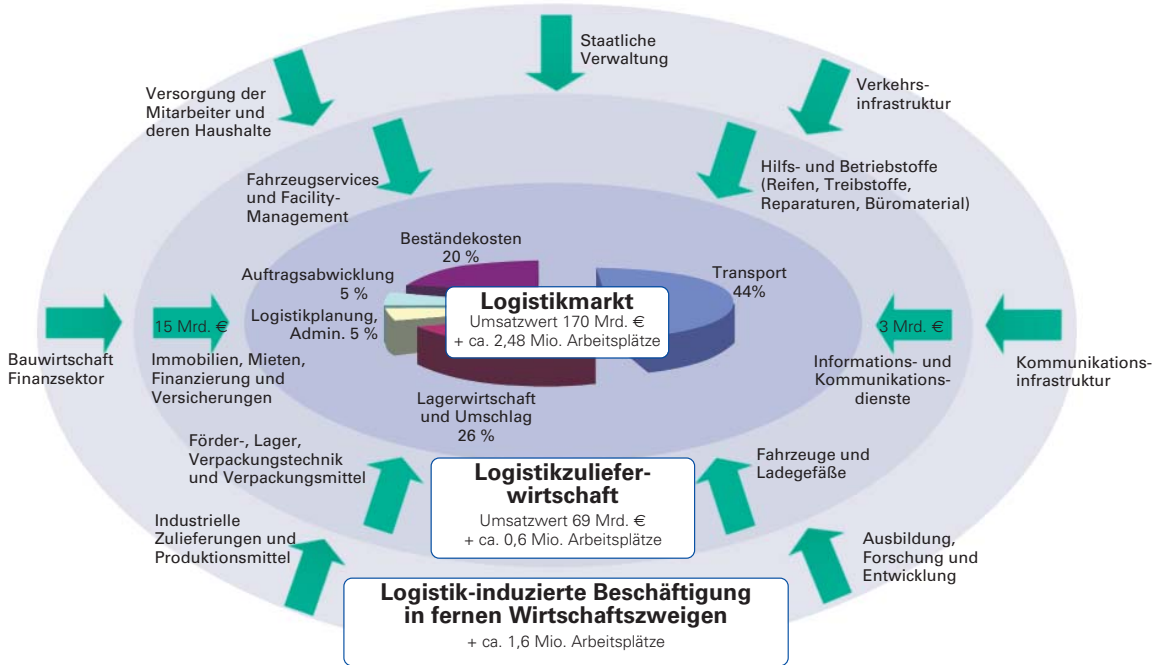 Staatliche
Verwaltung
Versorgung der
Mitarbeiter und
deren Haushalte
Verkehrs-
infrastruktur
Fahrzeugservices
und Facility-
Management
Hilfs- und Betriebstoffe
(Reifen, Treibstoffe,
Reparaturen, Büromaterial)
Beständekosten
20 %
Auftragsabwicklung
5 %
Logistikplanung,
Admin. 5 %
Transport
44%
Logistikmarkt
Umsatzwert 170 Mrd. €
+ ca. 2,48 Mio. Arbeitsplätze
Lagerwirtschaft
und Umschlag
26 %
15 Mrd. €
3 Mrd. €
Bauwirtschaft
Finanzsektor
Immobilien, Mieten,
Finanzierung und
Versicherungen
Informations- und
Kommunikations-
dienste
Kommunikations-
infrastruktur
Förder-, Lager,
Verpackungstechnik
und Verpackungsmittel
Fahrzeuge und
Ladegefäße
Logistikzuliefer-
wirtschaft
Umsatzwert 69 Mrd. €
+ ca. 0,6 Mio. Arbeitsplätze
Industrielle
Zulieferungen und
Produktionsmittel
Ausbildung,
Forschung und
Entwicklung
Logistik-induzierte Beschäftigung
in fernen Wirtschaftszweigen
+ ca. 1,6 Mio. Arbeitsplätze